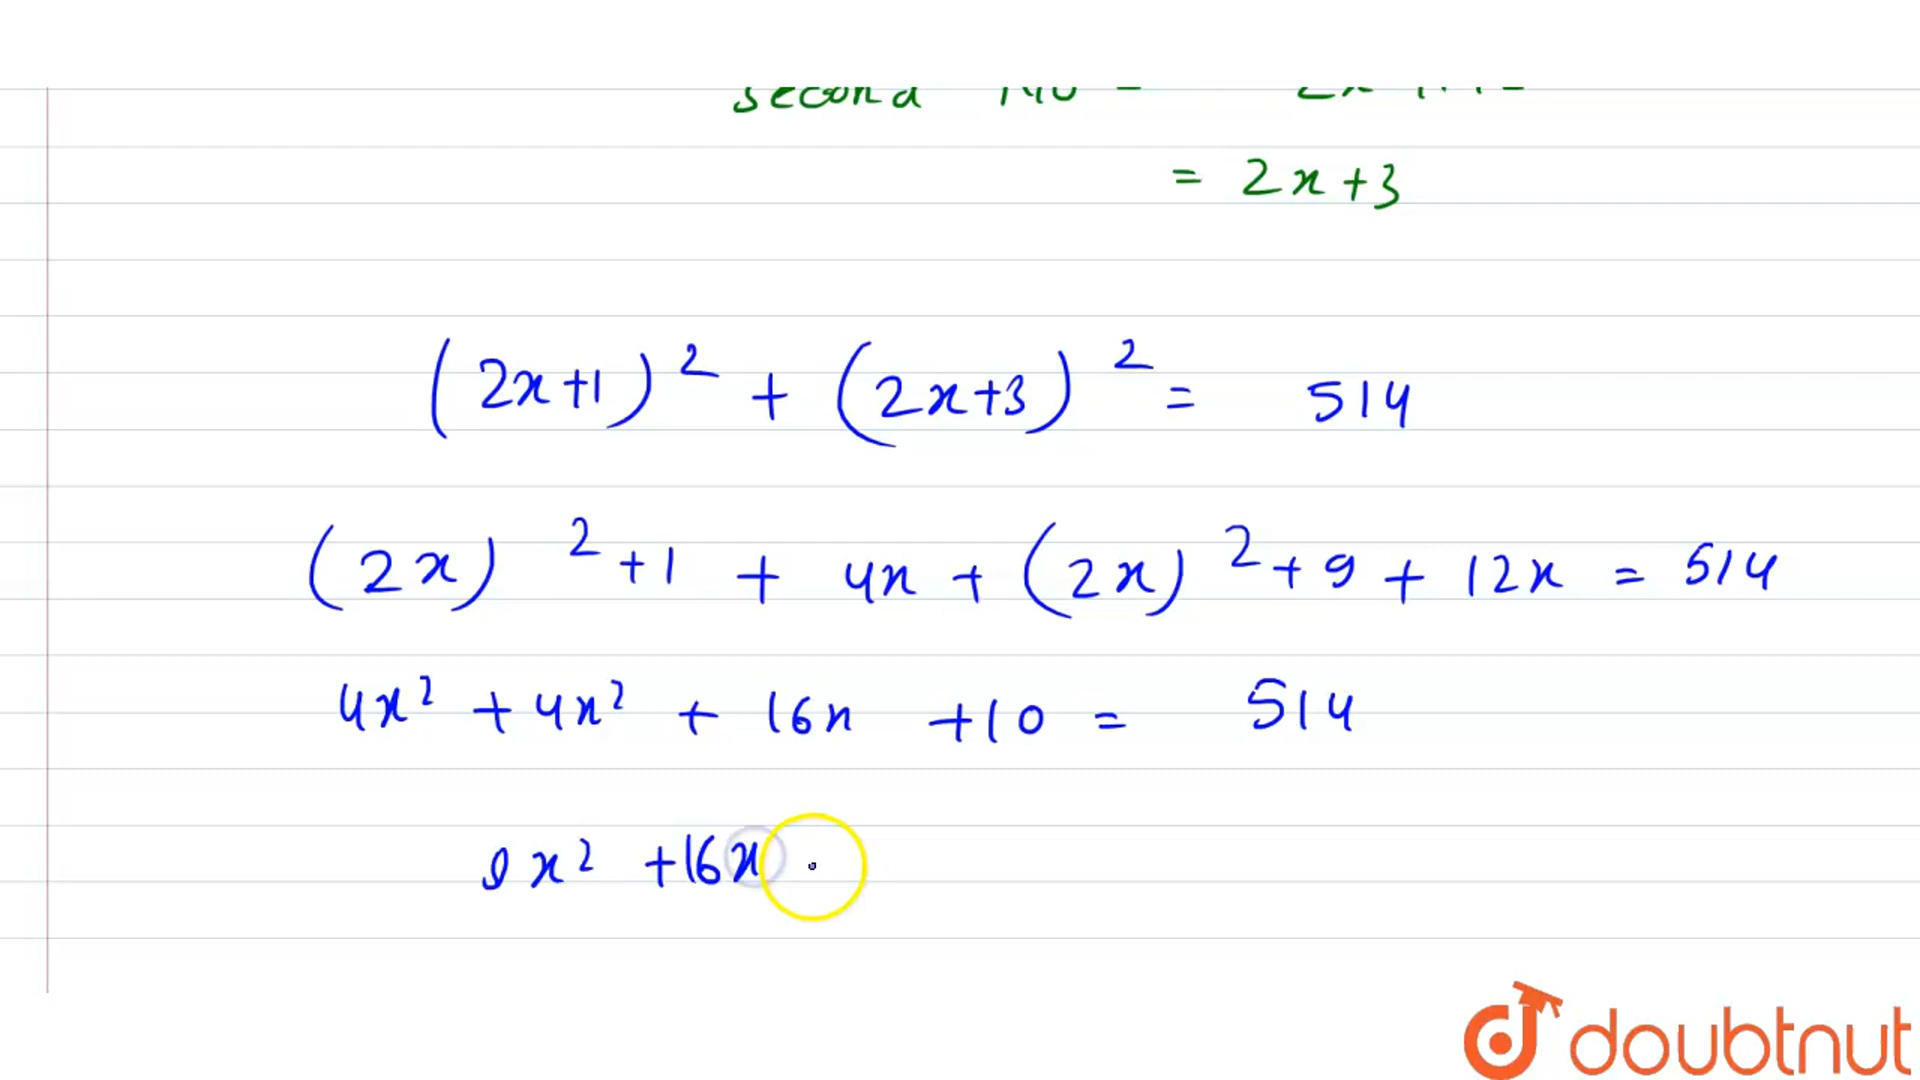 second
= 2x+3
(2x+1)² + (2x+3)² = 514
(2x)² +1 + 4x + (2x)² +9 + 12x = 514
4x² +4x² + 16x +10 = 514
8x² +16x
doubtnut